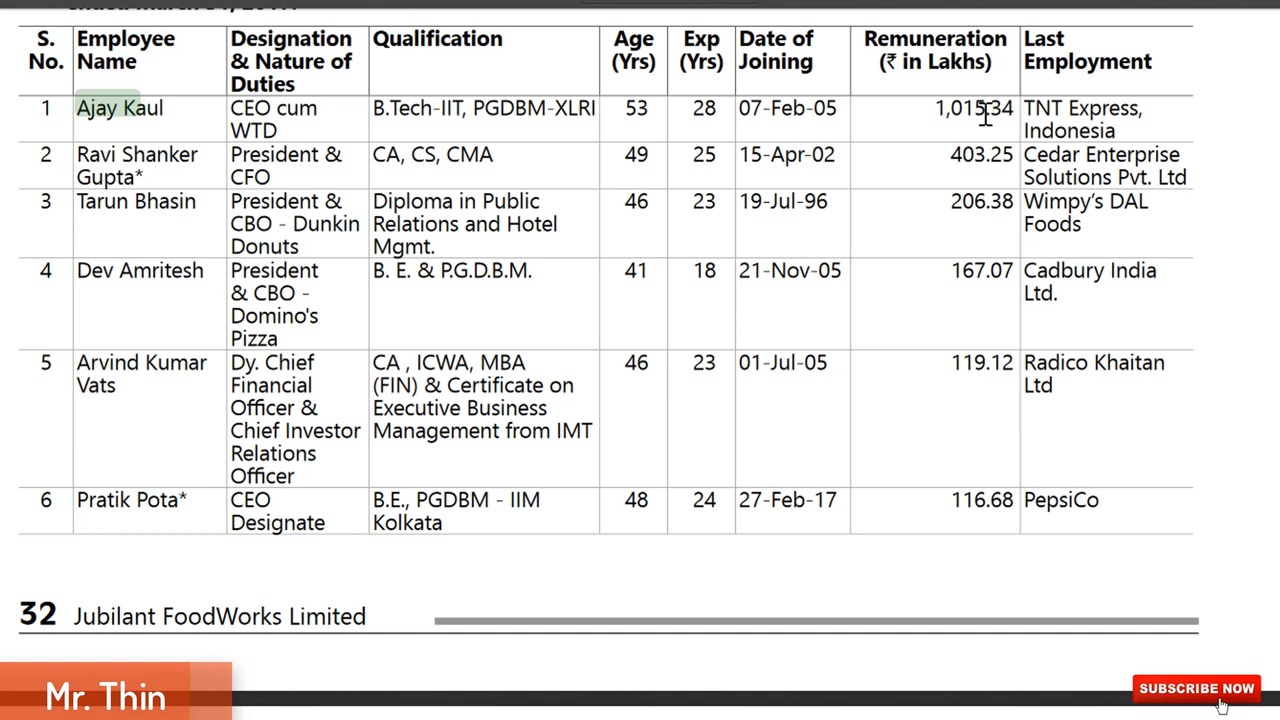 S. No. Employee Name Designation & Nature of Duties Qualification Age (Yrs) Exp (Yrs) Date of Joining Remuneration (₹ in Lakhs) Last Employment
1 Ajay Kaul CEO cum WTD B.Tech-IIT, PGDBM-XLRI 53 28 07-Feb-05 1,015.34 TNT Express, Indonesia
2 Ravi Shanker Gupta* President & CFO CA, CS, CMA 49 25 15-Apr-02 403.25 Cedar Enterprise Solutions Pvt. Ltd
3 Tarun Bhasin President & CBO - Dunkin Donuts Diploma in Public Relations and Hotel Mgmt. 46 23 19-Jul-96 206.38 Wimpy's DAL Foods
4 Dev Amritesh President & CBO - Domino's Pizza B. E. & P.G.D.B.M. 41 18 21-Nov-05 167.07 Cadbury India Ltd.
5 Arvind Kumar Vats Dy. Chief Financial Officer & Chief Investor Relations Officer CA , ICWA, MBA (FIN) & Certificate on Executive Business Management from IMT 46 23 01-Jul-05 119.12 Radico Khaitan Ltd
6 Pratik Pota* CEO Designate B.E., PGDBM - IIM Kolkata 48 24 27-Feb-17 116.68 PepsiCo
32 Jubilant FoodWorks Limited
Mr. Thin
SUBSCRIBE NOW